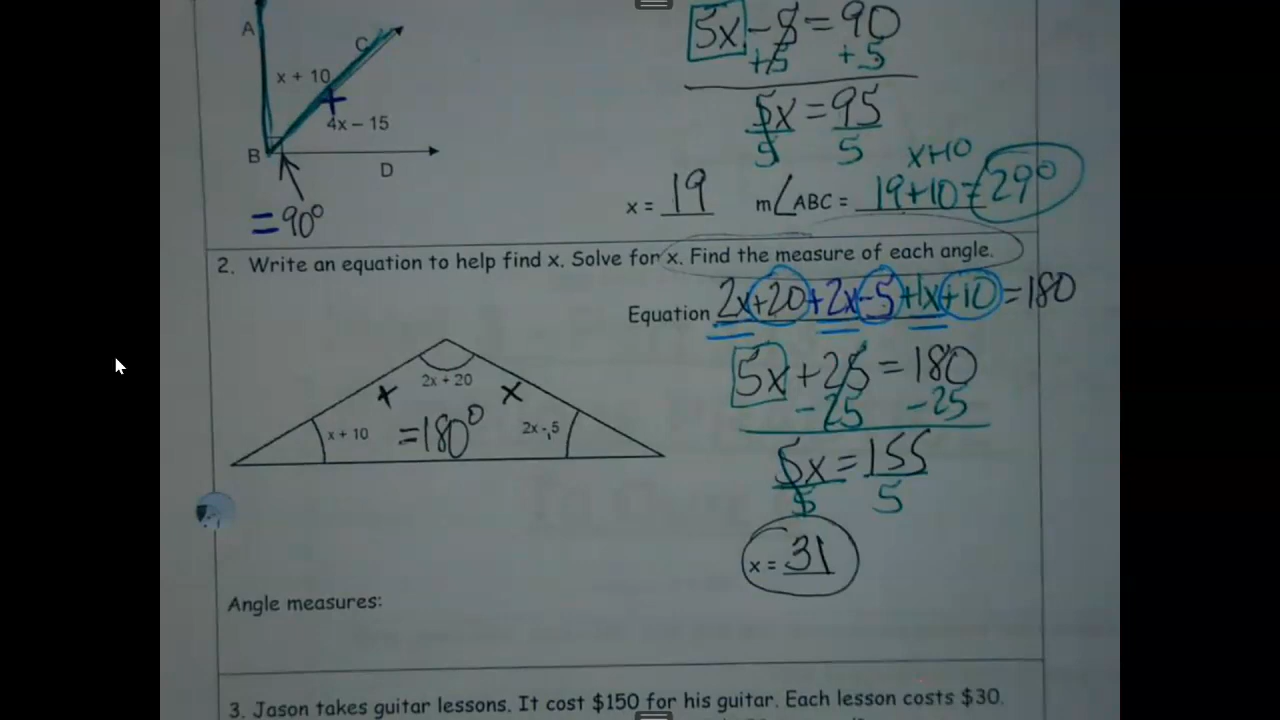 A
C
x + 10
4x – 15
B
D
= 90°
5x – 5 = 90
+5 +5
5x = 95
5 5
x+10
x = 19 m∠ABC = 19+10 = 29°
2. Write an equation to help find x. Solve for x. Find the measure of each angle.
Equation 2x+20+2x-5+1x+10 = 180
2x + 20
x + 10
= 180°
2x - 5
5x + 25 = 180
- 25 - 25
5x = 155
5 5
x = 31
Angle measures:
3. Jason takes guitar lessons. It cost $150 for his guitar. Each lesson costs $30.